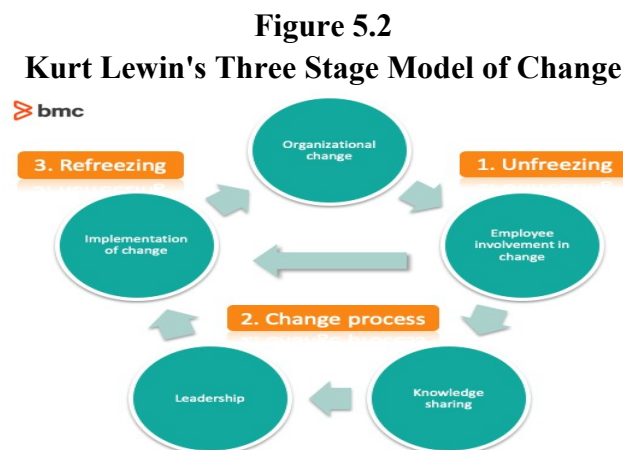 Figure 5.2
Kurt Lewin's Three Stage Model of Change
bmc
Organizational
change
3. Refreezing
1. Unfreezing
Implementation
of change
Employee
involvement in
change
2. Change process
Leadership
Knowledge
sharing